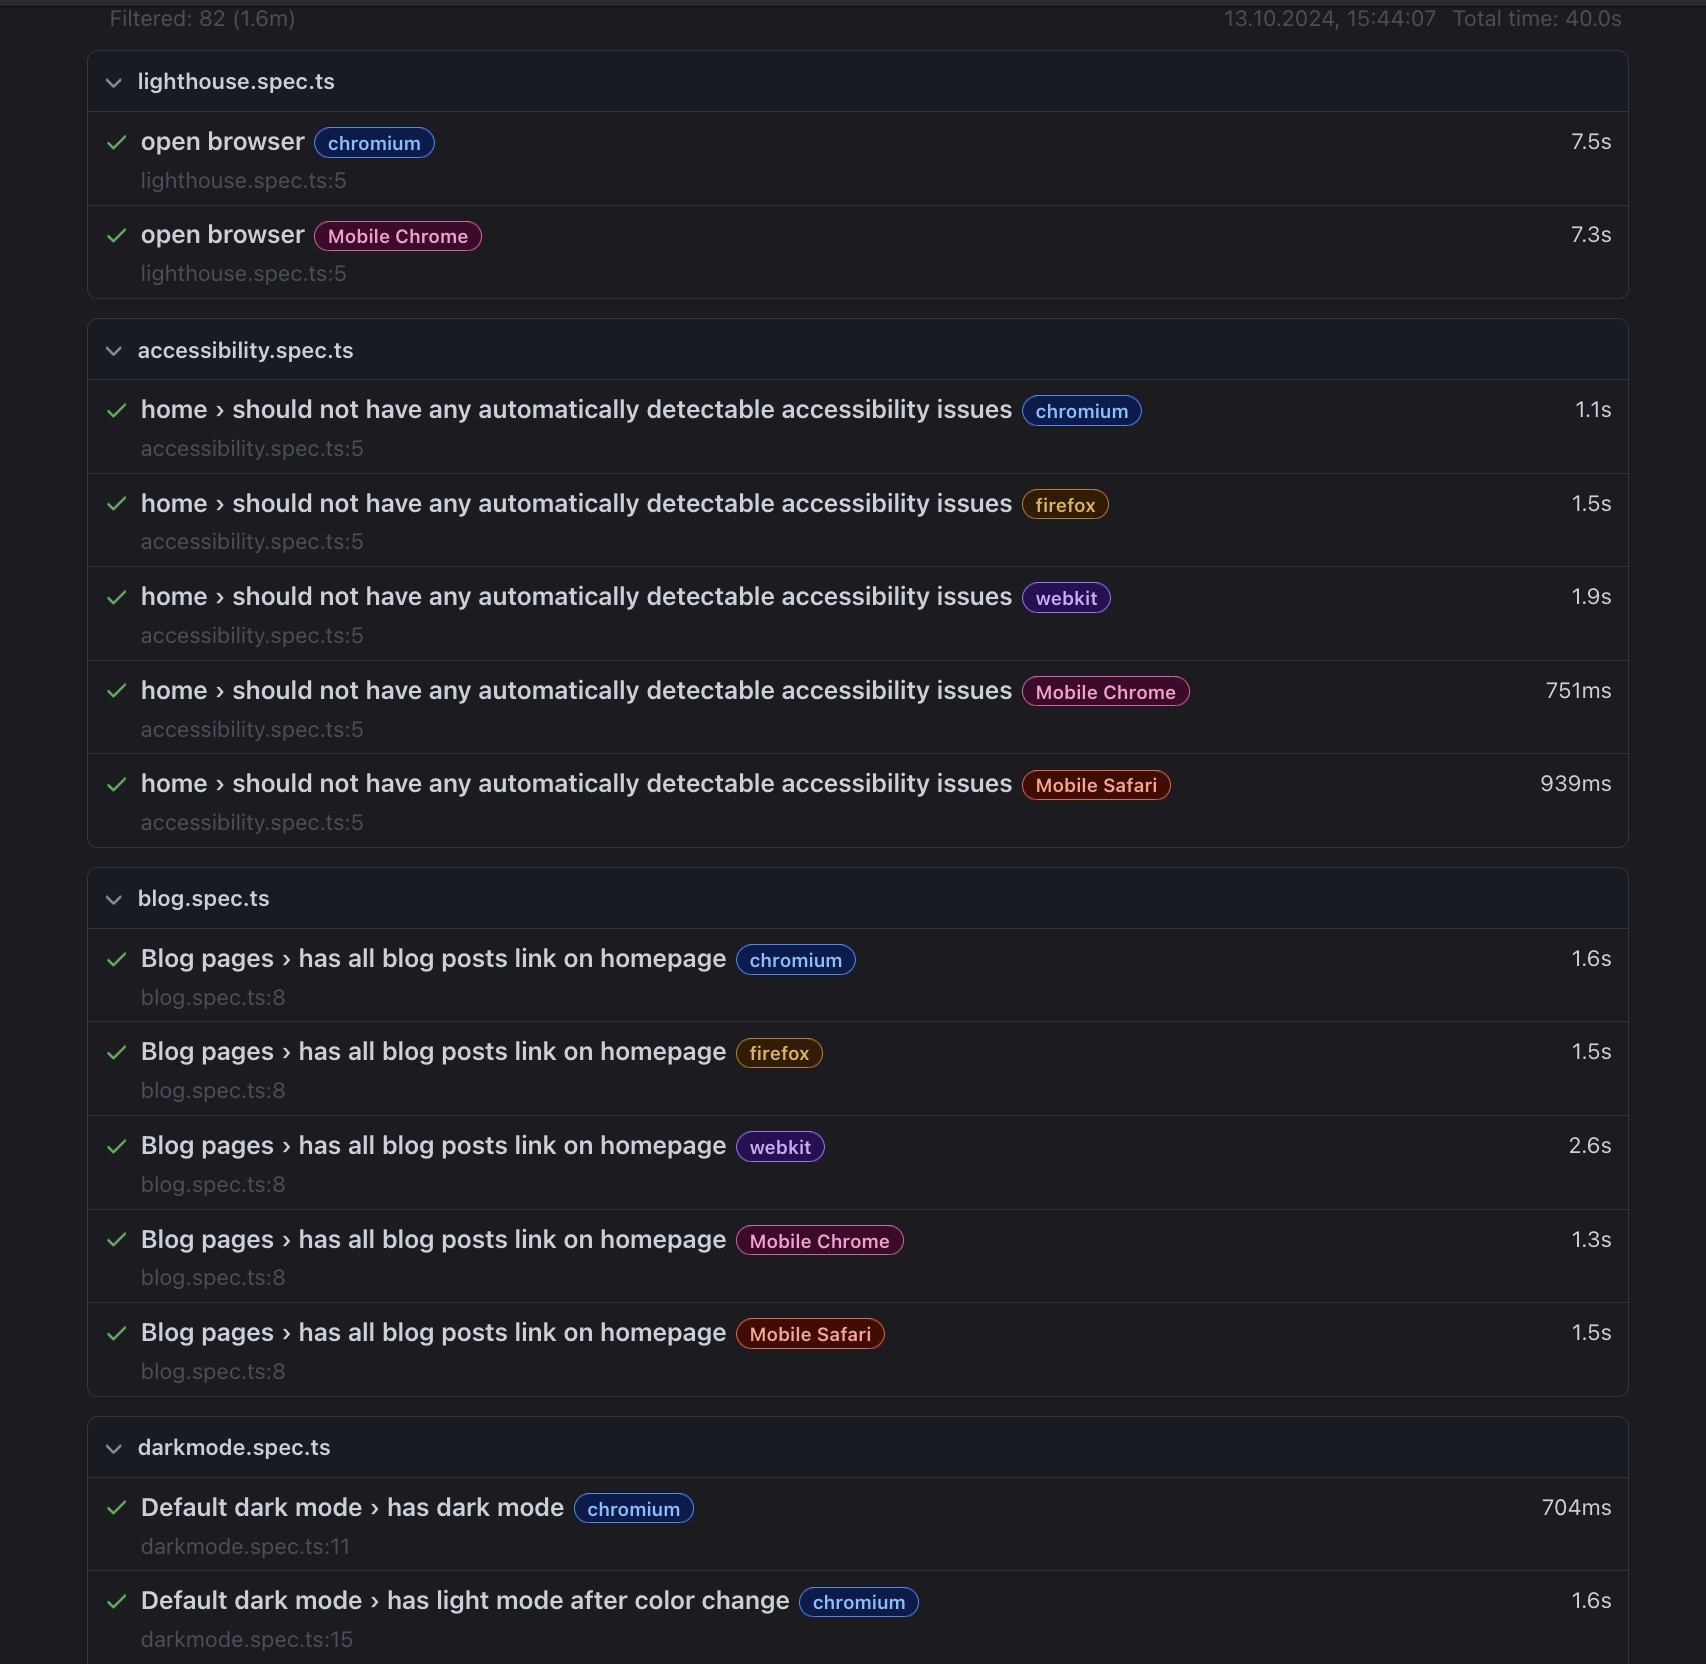 Filtered: 82 (1.6m) 13.10.2024, 15:44:07 Total time: 40.0s
lighthouse.spec.ts
open browser chromium 7.5s
lighthouse.spec.ts:5
open browser Mobile Chrome 7.3s
lighthouse.spec.ts:5
accessibility.spec.ts
home › should not have any automatically detectable accessibility issues chromium 1.1s
accessibility.spec.ts:5
home › should not have any automatically detectable accessibility issues firefox 1.5s
accessibility.spec.ts:5
home › should not have any automatically detectable accessibility issues webkit 1.9s
accessibility.spec.ts:5
home › should not have any automatically detectable accessibility issues Mobile Chrome 751ms
accessibility.spec.ts:5
home › should not have any automatically detectable accessibility issues Mobile Safari 939ms
accessibility.spec.ts:5
blog.spec.ts
Blog pages › has all blog posts link on homepage chromium 1.6s
blog.spec.ts:8
Blog pages › has all blog posts link on homepage firefox 1.5s
blog.spec.ts:8
Blog pages › has all blog posts link on homepage webkit 2.6s
blog.spec.ts:8
Blog pages › has all blog posts link on homepage Mobile Chrome 1.3s
blog.spec.ts:8
Blog pages › has all blog posts link on homepage Mobile Safari 1.5s
blog.spec.ts:8
darkmode.spec.ts
Default dark mode › has dark mode chromium 704ms
darkmode.spec.ts:11
Default dark mode › has light mode after color change chromium 1.6s
darkmode.spec.ts:15